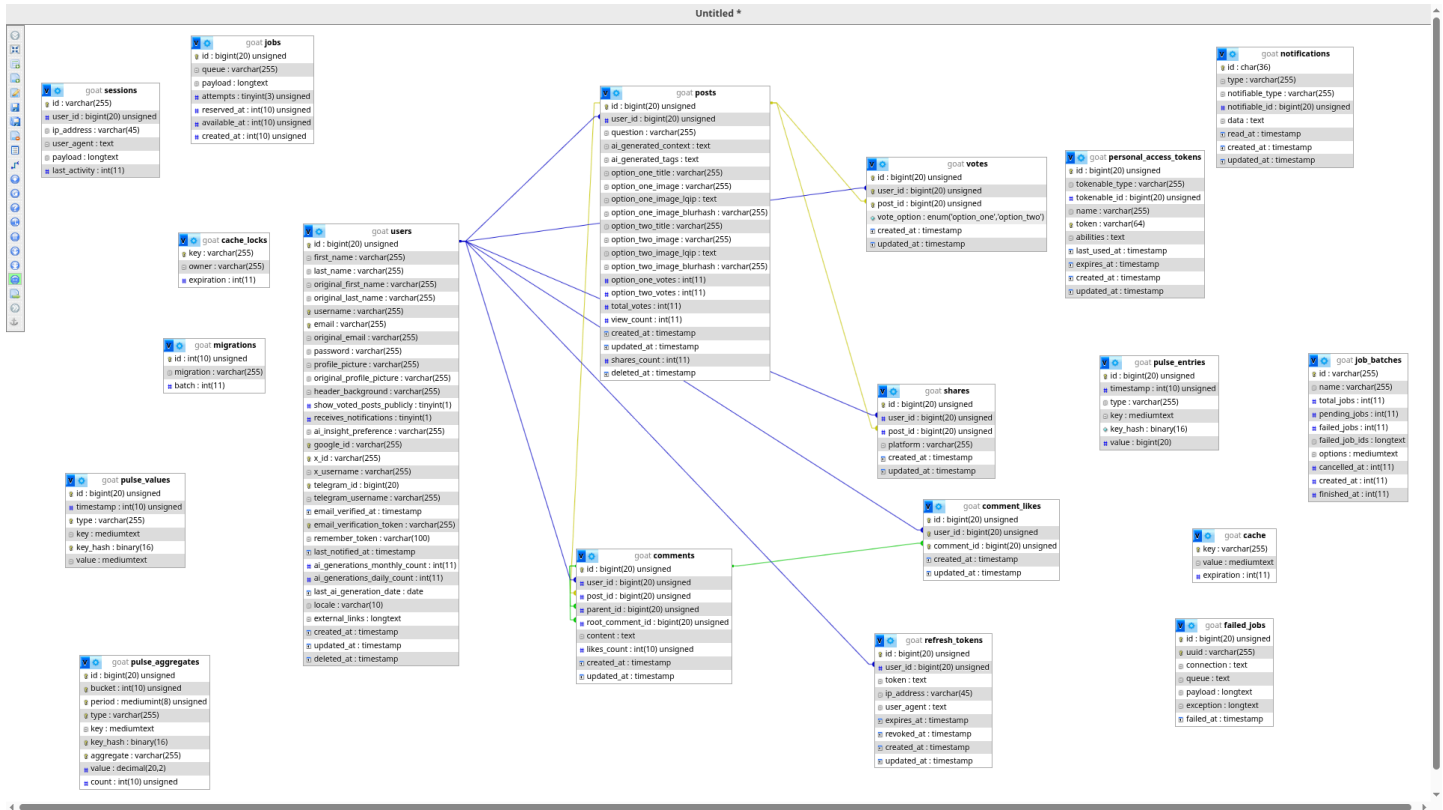 Untitled *
goat jobs
id : bigint(20) unsigned
queue : varchar(255)
payload : longtext
attempts : tinyint(3) unsigned
reserved_at : int(10) unsigned
available_at : int(10) unsigned
created_at : int(10) unsigned
goat sessions
id : varchar(255)
user_id : bigint(20) unsigned
ip_address : varchar(45)
user_agent : text
payload : longtext
last_activity : int(11)
goat cache_locks
key : varchar(255)
owner : varchar(255)
expiration : int(11)
goat migrations
id : int(10) unsigned
migration : varchar(255)
batch : int(11)
goat pulse_values
id : bigint(20) unsigned
timestamp : int(10) unsigned
type : varchar(255)
key : mediumtext
key_hash : binary(16)
value : mediumtext
goat pulse_aggregates
id : bigint(20) unsigned
bucket : int(10) unsigned
period : mediumint(8) unsigned
type : varchar(255)
key : mediumtext
key_hash : binary(16)
aggregate : varchar(255)
value : decimal(20,2)
count : int(10) unsigned
goat users
id : bigint(20) unsigned
first_name : varchar(255)
last_name : varchar(255)
original_first_name : varchar(255)
original_last_name : varchar(255)
username : varchar(255)
email : varchar(255)
original_email : varchar(255)
password : varchar(255)
profile_picture : varchar(255)
original_profile_picture : varchar(255)
header_background : varchar(255)
show_voted_posts_publicly : tinyint(1)
receives_notifications : tinyint(1)
ai_insight_preference : varchar(255)
google_id : varchar(255)
x_id : varchar(255)
x_username : varchar(255)
telegram_id : bigint(20)
telegram_username : varchar(255)
email_verified_at : timestamp
email_verification_token : varchar(255)
remember_token : varchar(100)
last_notified_at : timestamp
ai_generations_monthly_count : int(11)
ai_generations_daily_count : int(11)
last_ai_generation_date : date
locale : varchar(10)
external_links : longtext
created_at : timestamp
updated_at : timestamp
deleted_at : timestamp
goat posts
id : bigint(20) unsigned
user_id : bigint(20) unsigned
question : varchar(255)
ai_generated_context : text
ai_generated_tags : text
option_one_title : varchar(255)
option_one_image : varchar(255)
option_one_image_lqip : text
option_one_image_blurhash : varchar(255)
option_two_title : varchar(255)
option_two_image : varchar(255)
option_two_image_lqip : text
option_two_image_blurhash : varchar(255)
option_one_votes : int(11)
option_two_votes : int(11)
total_votes : int(11)
view_count : int(11)
created_at : timestamp
updated_at : timestamp
shares_count : int(11)
deleted_at : timestamp
goat comments
id : bigint(20) unsigned
user_id : bigint(20) unsigned
post_id : bigint(20) unsigned
parent_id : bigint(20) unsigned
root_comment_id : bigint(20) unsigned
content : text
likes_count : int(10) unsigned
created_at : timestamp
updated_at : timestamp
goat votes
id : bigint(20) unsigned
user_id : bigint(20) unsigned
post_id : bigint(20) unsigned
vote_option : enum('option_one','option_two')
created_at : timestamp
updated_at : timestamp
goat shares
id : bigint(20) unsigned
user_id : bigint(20) unsigned
post_id : bigint(20) unsigned
platform : varchar(255)
created_at : timestamp
updated_at : timestamp
goat comment_likes
id : bigint(20) unsigned
user_id : bigint(20) unsigned
comment_id : bigint(20) unsigned
created_at : timestamp
updated_at : timestamp
goat refresh_tokens
id : bigint(20) unsigned
user_id : bigint(20) unsigned
token : text
ip_address : varchar(45)
user_agent : text
expires_at : timestamp
revoked_at : timestamp
created_at : timestamp
updated_at : timestamp
goat notifications
id : char(36)
type : varchar(255)
notifiable_type : varchar(255)
notifiable_id : bigint(20) unsigned
data : text
read_at : timestamp
created_at : timestamp
updated_at : timestamp
goat personal_access_tokens
id : bigint(20) unsigned
tokenable_type : varchar(255)
tokenable_id : bigint(20) unsigned
name : varchar(255)
token : varchar(64)
abilities : text
last_used_at : timestamp
expires_at : timestamp
created_at : timestamp
updated_at : timestamp
goat pulse_entries
id : bigint(20) unsigned
timestamp : int(10) unsigned
type : varchar(255)
key : mediumtext
key_hash : binary(16)
value : bigint(20)
goat job_batches
id : varchar(255)
name : varchar(255)
total_jobs : int(11)
pending_jobs : int(11)
failed_jobs : int(11)
failed_job_ids : longtext
options : mediumtext
cancelled_at : int(11)
created_at : int(11)
finished_at : int(11)
goat cache
key : varchar(255)
value : mediumtext
expiration : int(11)
goat failed_jobs
id : bigint(20) unsigned
uuid : varchar(255)
connection : text
queue : text
payload : longtext
exception : longtext
failed_at : timestamp